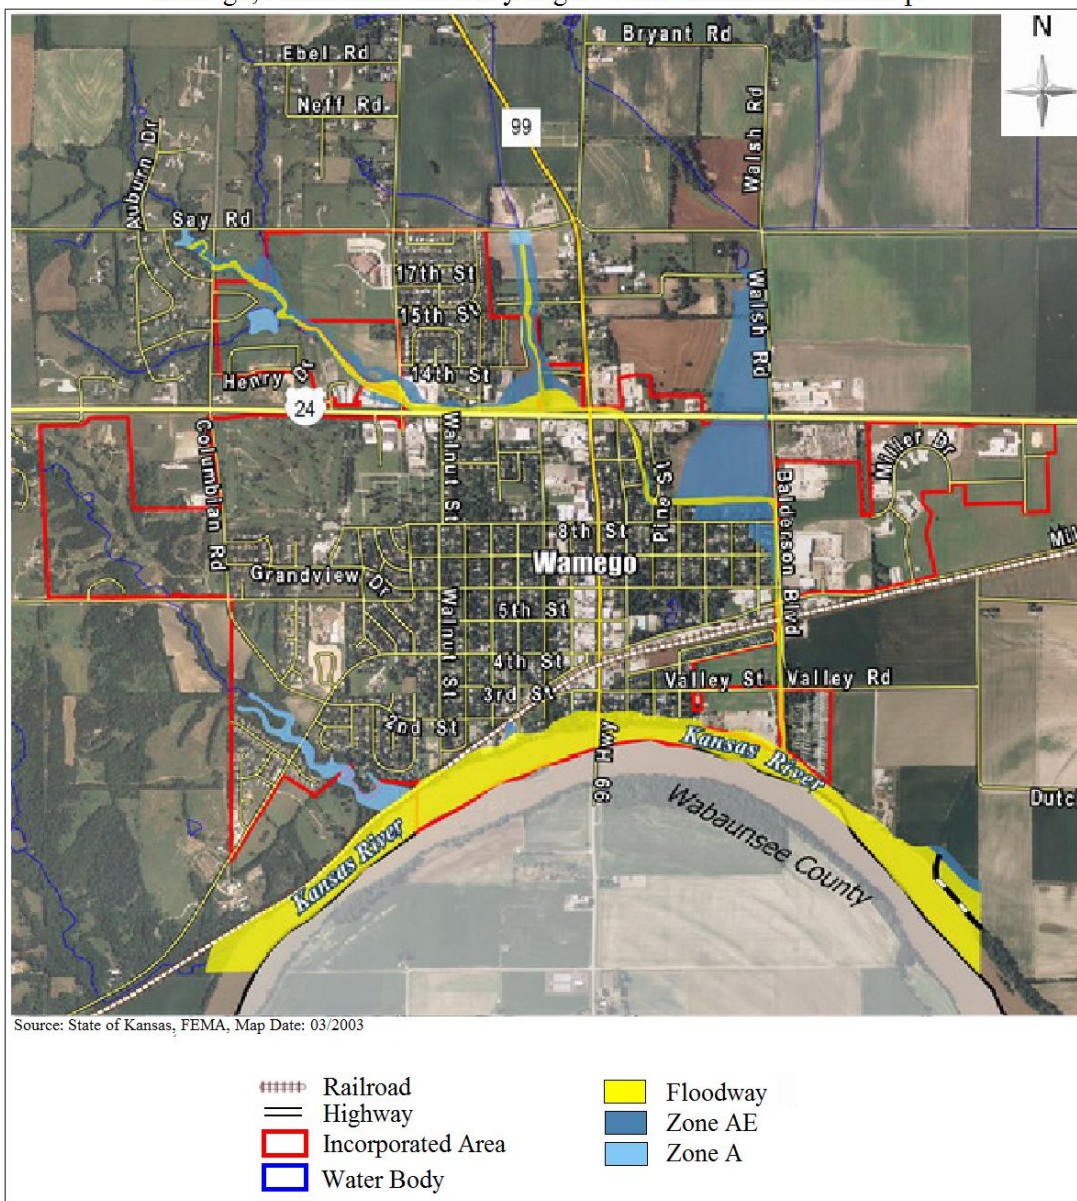 N
Bryant Rd
Ebel Rd
Neff Rd
Walsh Rd
99
Auburn Dr
Say Rd
17th St
Walsh Rd
15th St
14th St
Henry Dr
24
Miller Dr
Columbian Rd
Walnut St
Balderson Blvd
8th St
Wamego
Grandview Dr
Walnut St
5th St
4th St
Valley St
Valley Rd
3rd St
2nd St
Kansas River
Hwy 99
Wabaunsee County
Kansas River
Source: State of Kansas, FEMA, Map Date: 03/2003
Railroad
Highway
Incorporated Area
Water Body
Floodway
Zone AE
Zone A